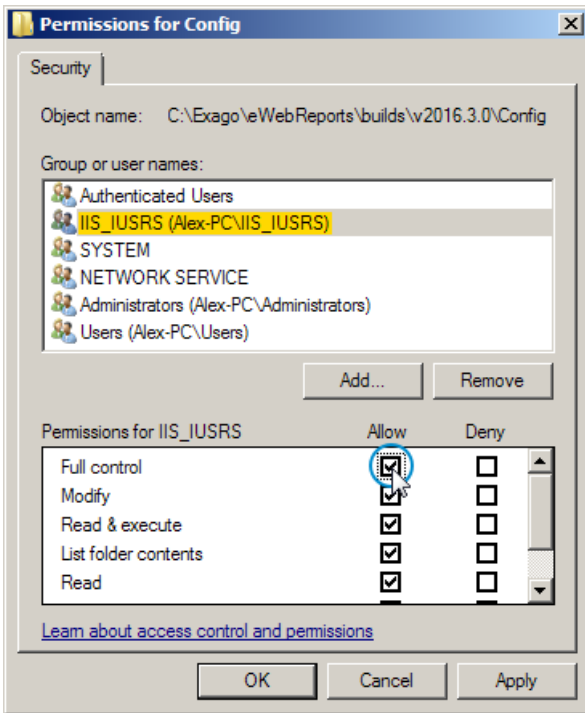 Permissions for Config
Security
Object name: C:\Exago\eWebReports\builds\v2016.3.0\Config
Group or user names:
Authenticated Users
IIS_IUSRS (Alex-PC\IIS_IUSRS)
SYSTEM
NETWORK SERVICE
Administrators (Alex-PC\Administrators)
Users (Alex-PC\Users)
Add... Remove
Permissions for IIS_IUSRS Allow Deny
Full control
Modify
Read & execute
List folder contents
Read
Learn about access control and permissions
OK Cancel Apply